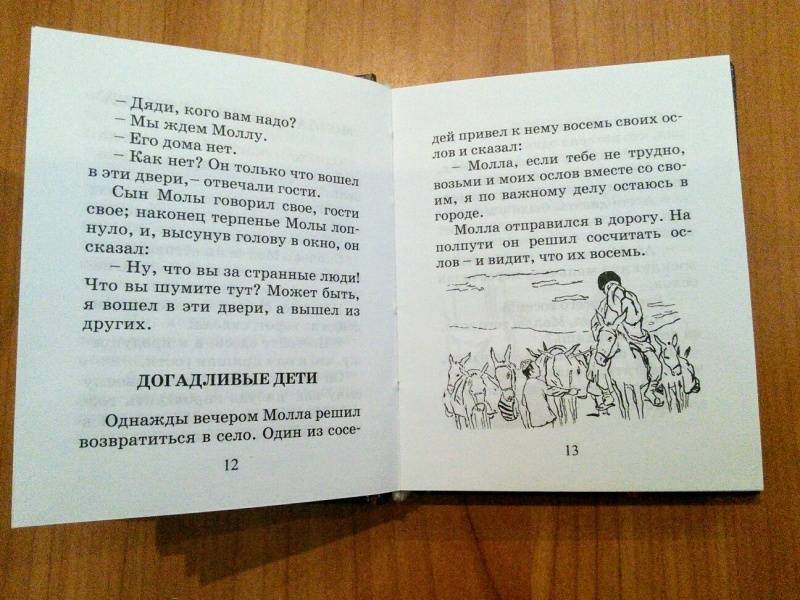 – Дяди, кого вам надо?
– Мы ждем Моллу.
– Его дома нет.
– Как нет? Он только что вошел
в эти двери,– отвечали гости.
Сын Молы говорил свое, гости
свое; наконец терпенье Молы лоп-
нуло, и, высунув голову в окно, он
сказал:
– Ну, что вы за странные люди!
Что вы шумите тут? Может быть,
я вошел в эти двери, а вышел из
других.
ДОГАДЛИВЫЕ ДЕТИ
Однажды вечером Молла решил
возвратиться в село. Один из сосе-
12
дей привел к нему восемь своих ос-
лов и сказал:
– Молла, если тебе не трудно,
возьми и моих ослов вместе со сво-
им, я по важному делу остаюсь в
городе.
Молла отправился в дорогу. На
полпути он решил сосчитать ос-
лов – и видит, что их восемь.
13